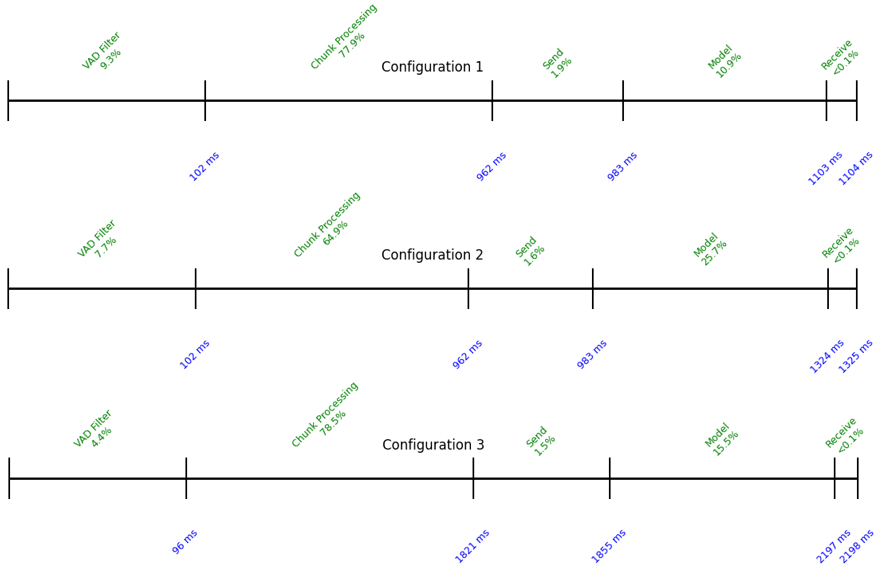 VAD Filter
9.3%
Chunk Processing
77.9%
Configuration 1
Send
1.9%
Model
10.9%
Receive
<0.1%
102 ms
962 ms
983 ms
1103 ms
1104 ms
VAD Filter
7.7%
Chunk Processing
64.9%
Configuration 2
Send
1.6%
Model
25.7%
Receive
<0.1%
102 ms
962 ms
983 ms
1324 ms
1325 ms
VAD Filter
4.4%
Chunk Processing
78.5%
Configuration 3
Send
1.5%
Model
15.5%
Receive
<0.1%
96 ms
1821 ms
1855 ms
2197 ms
2198 ms